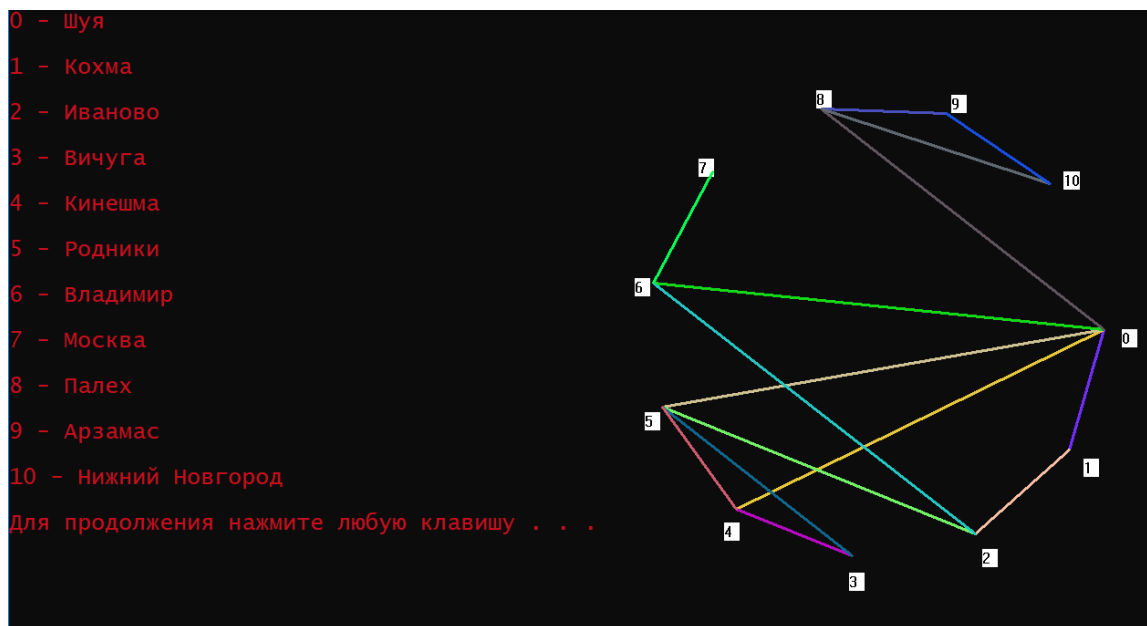 0 - Шуя
1 - Кохма
2 - Иваново
3 - Вичуга
4 - Кинешма
5 - Родники
6 - Владимир
7 - Москва
8 - Палех
9 - Арзамас
10 - Нижний Новгород
Для продолжения нажмите любую клавишу . . .
8
9
7
10
6
0
5
1
4
2
3